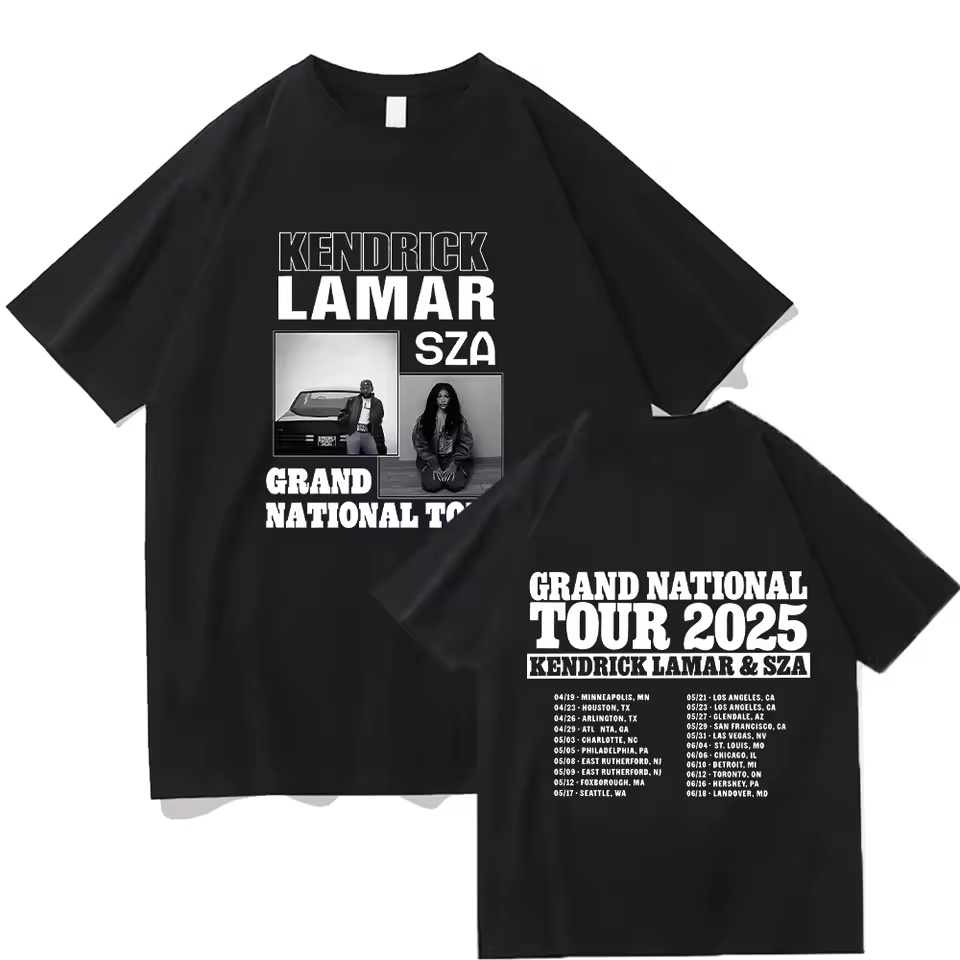 KENDRICK
LAMAR
SZA
GRAND
NATIONAL TO
GRAND NATIONAL
TOUR 2025
KENDRICK LAMAR & SZA
04/19 · MINNEAPOLIS, MN
04/23 · HOUSTON, TX
04/26 · ARLINGTON, TX
04/29 · ATL NTA, GA
05/03 · CHARLOTTE, NC
05/05 · PHILADELPHIA, PA
05/08 · EAST RUTHERFORD, NJ
05/09 · EAST RUTHERFORD, NJ
05/12 · FOXBOROUGH, MA
05/17 · SEATTLE, WA
05/21 · LOS ANGELES, CA
05/23 · LOS ANGELES, CA
05/27 · GLENDALE, AZ
05/29 · SAN FRANCISCO, CA
05/31 · LAS VEGAS, NV
06/04 · ST. LOUIS, MO
06/06 · CHICAGO, IL
06/10 · DETROIT, MI
06/12 · TORONTO, ON
06/16 · HERSHEY, PA
06/18 · LANDOVER, MD